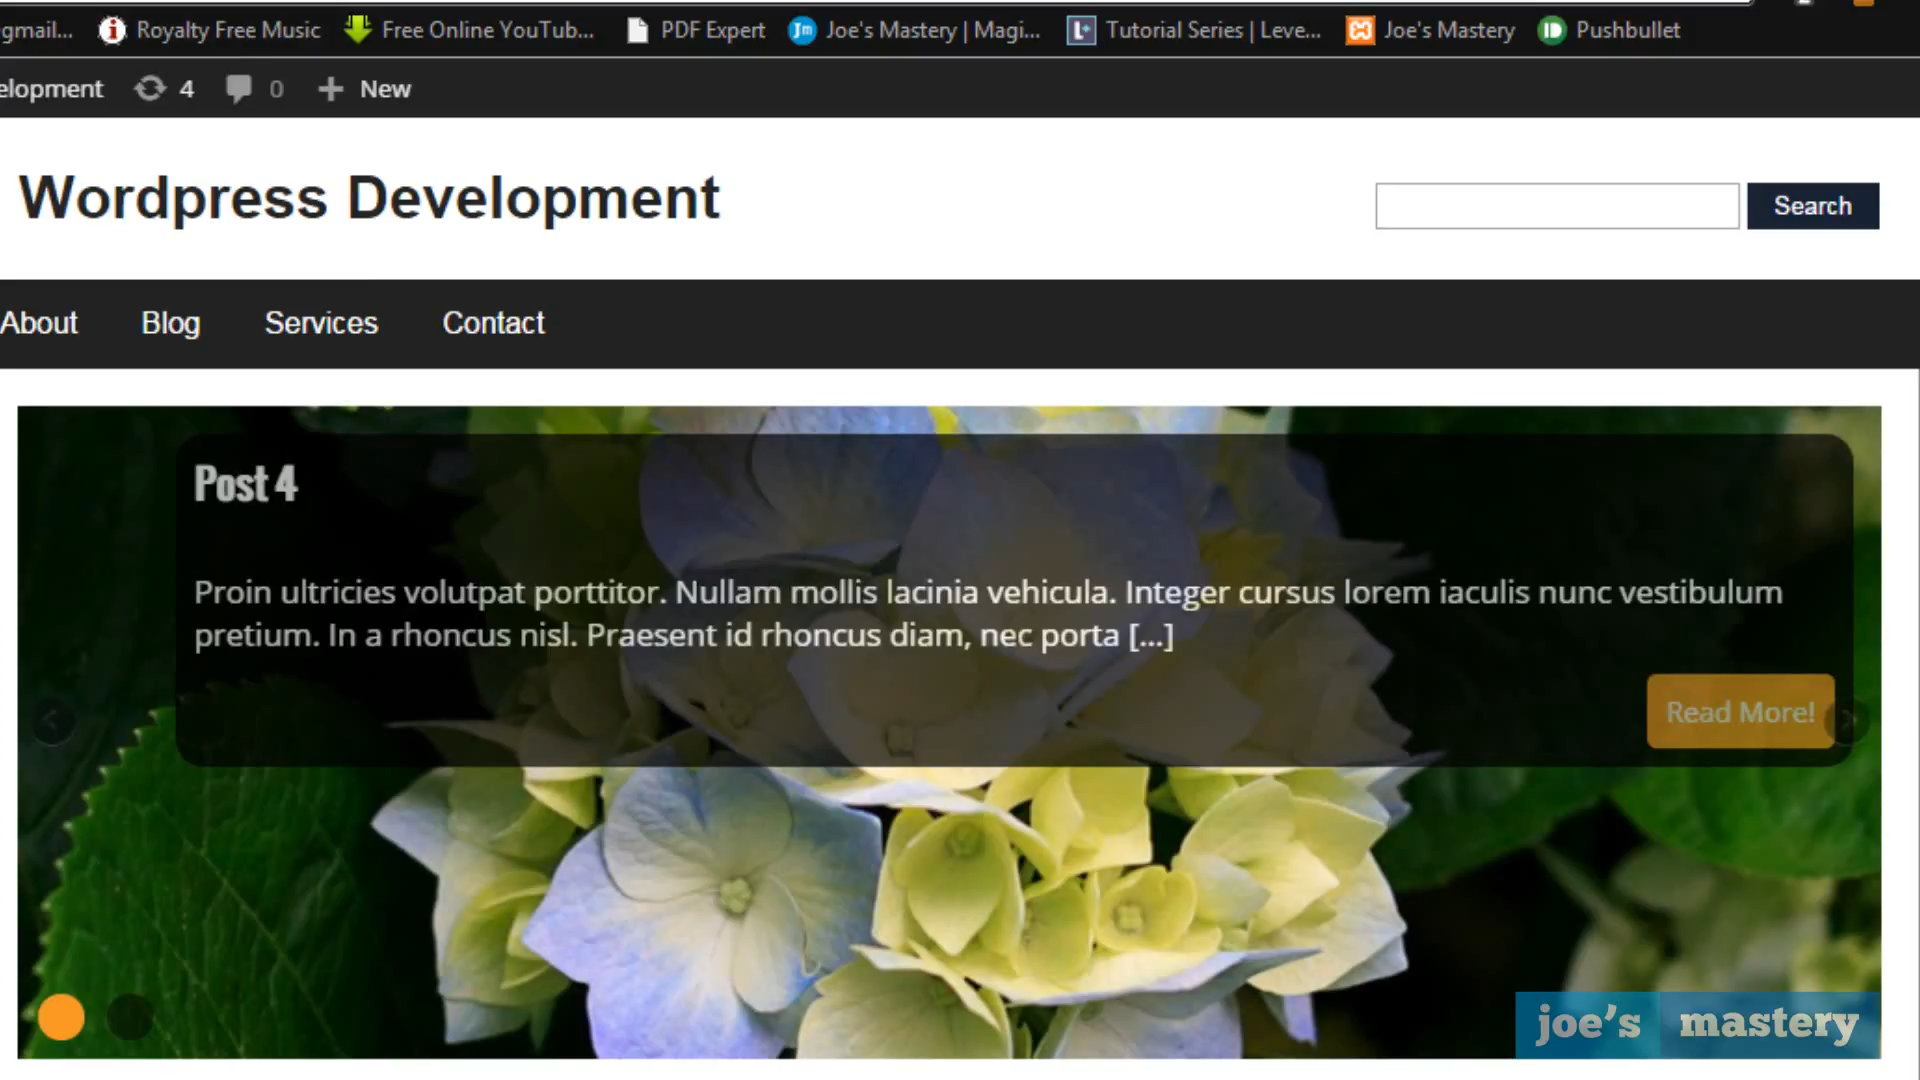 gmail... Royalty Free Music Free Online YouTub... PDF Expert Joe's Mastery | Magi... Tutorial Series | Leve... Joe's Mastery Pushbullet
elopment 4 0 New
Wordpress Development
Search
About Blog Services Contact
Post 4
Proin ultricies volutpat porttitor. Nullam mollis lacinia vehicula. Integer cursus lorem iaculis nunc vestibulum
pretium. In a rhoncus nisl. Praesent id rhoncus diam, nec porta [...]
Read More!
joe's mastery